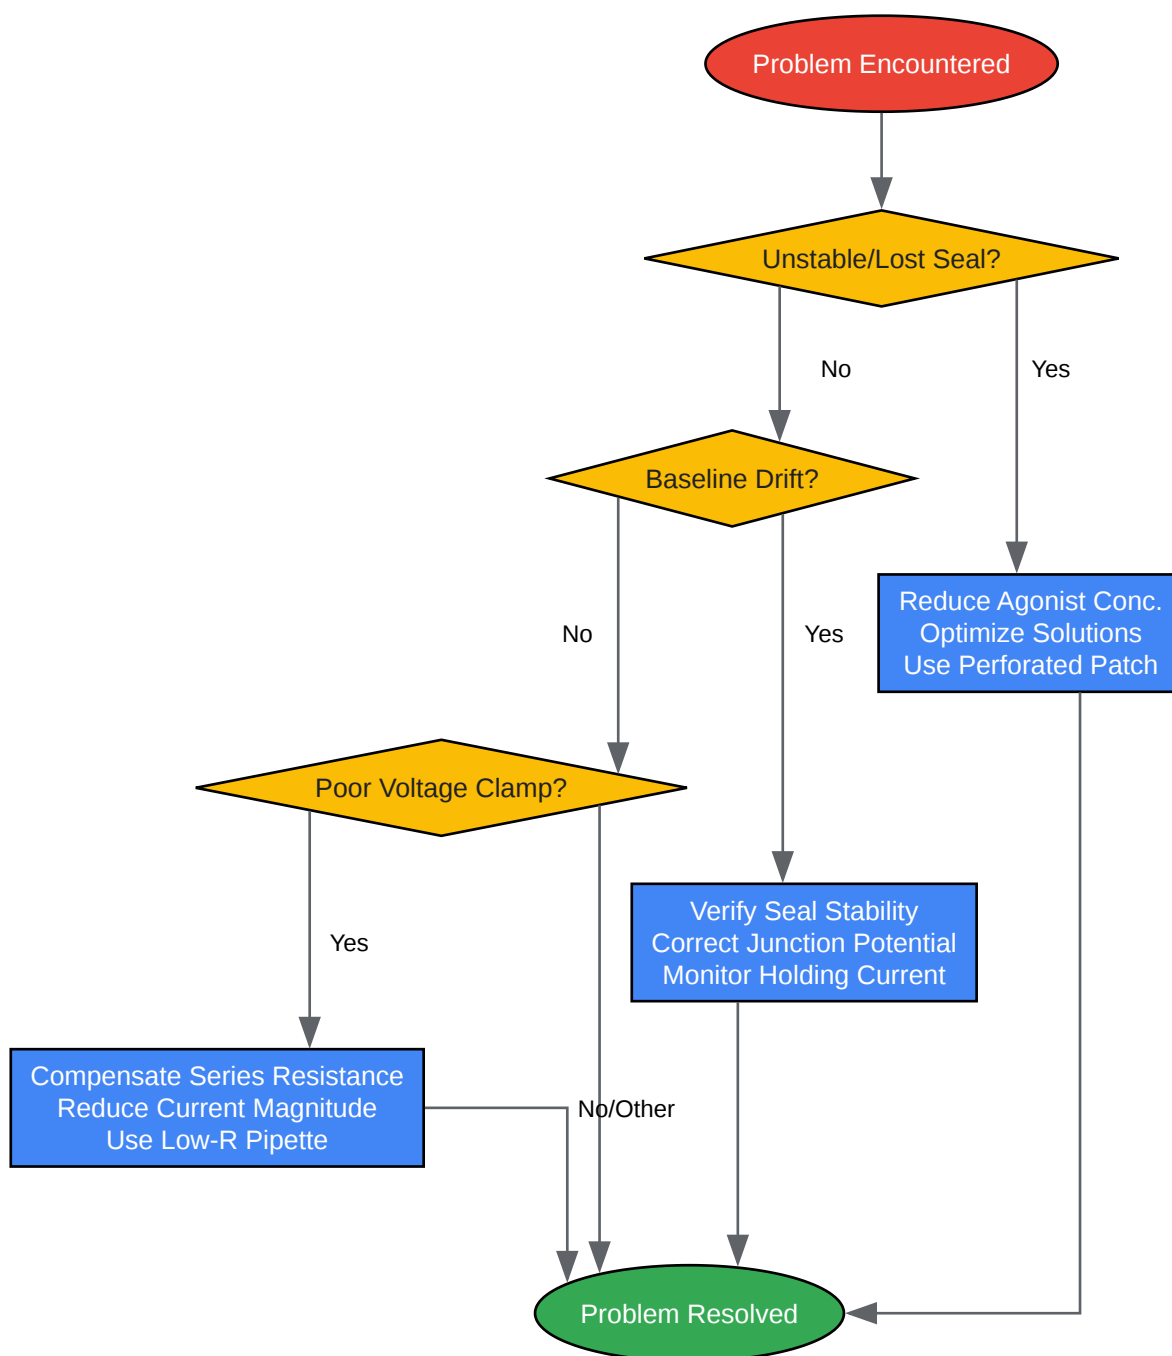 Problem Encountered
Unstable/Lost Seal?
No
Yes
Baseline Drift?
Reduce Agonist Conc.
Optimize Solutions
Use Perforated Patch
No
Yes
Poor Voltage Clamp?
Verify Seal Stability
Correct Junction Potential
Monitor Holding Current
Yes
Compensate Series Resistance
Reduce Current Magnitude
Use Low-R Pipette
No/Other
Problem Resolved